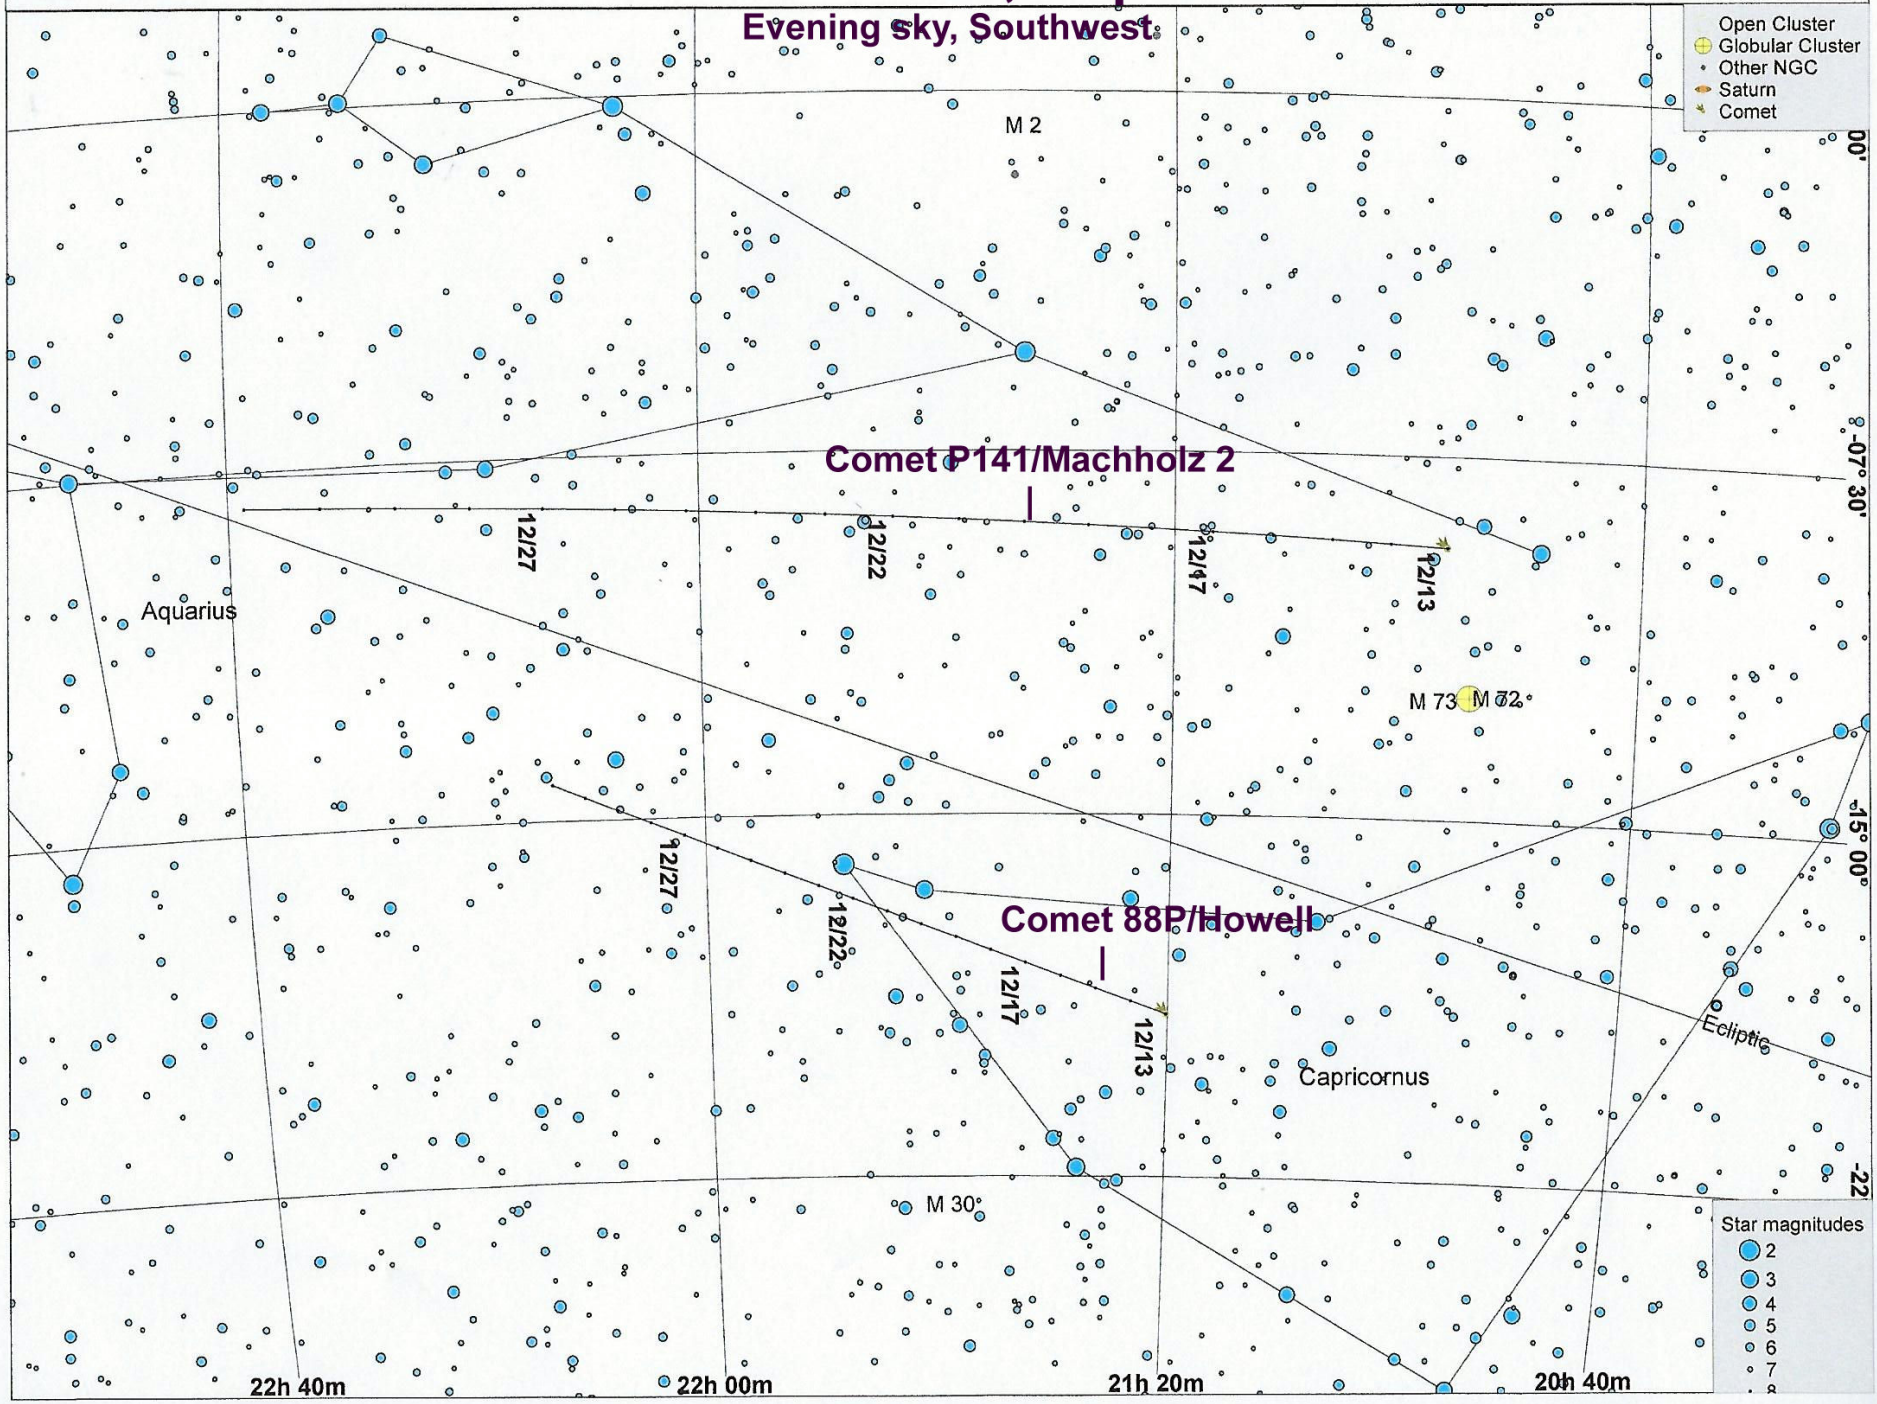 Evening sky, Southwest
Open Cluster
Globular Cluster
Other NGC
Saturn
Comet
M 2
00'
Comet P141/Machholz 2
-07° 30'
12/27
12/22
12/17
12/13
Aquarius
M 73
M 72
-15° 00'
12/27
12/22
12/17
12/13
Comet 88P/Howell
Ecliptic
Capricornus
-22
M 30
Star magnitudes
2
3
4
5
6
7
8
22h 40m
22h 00m
21h 20m
20h 40m